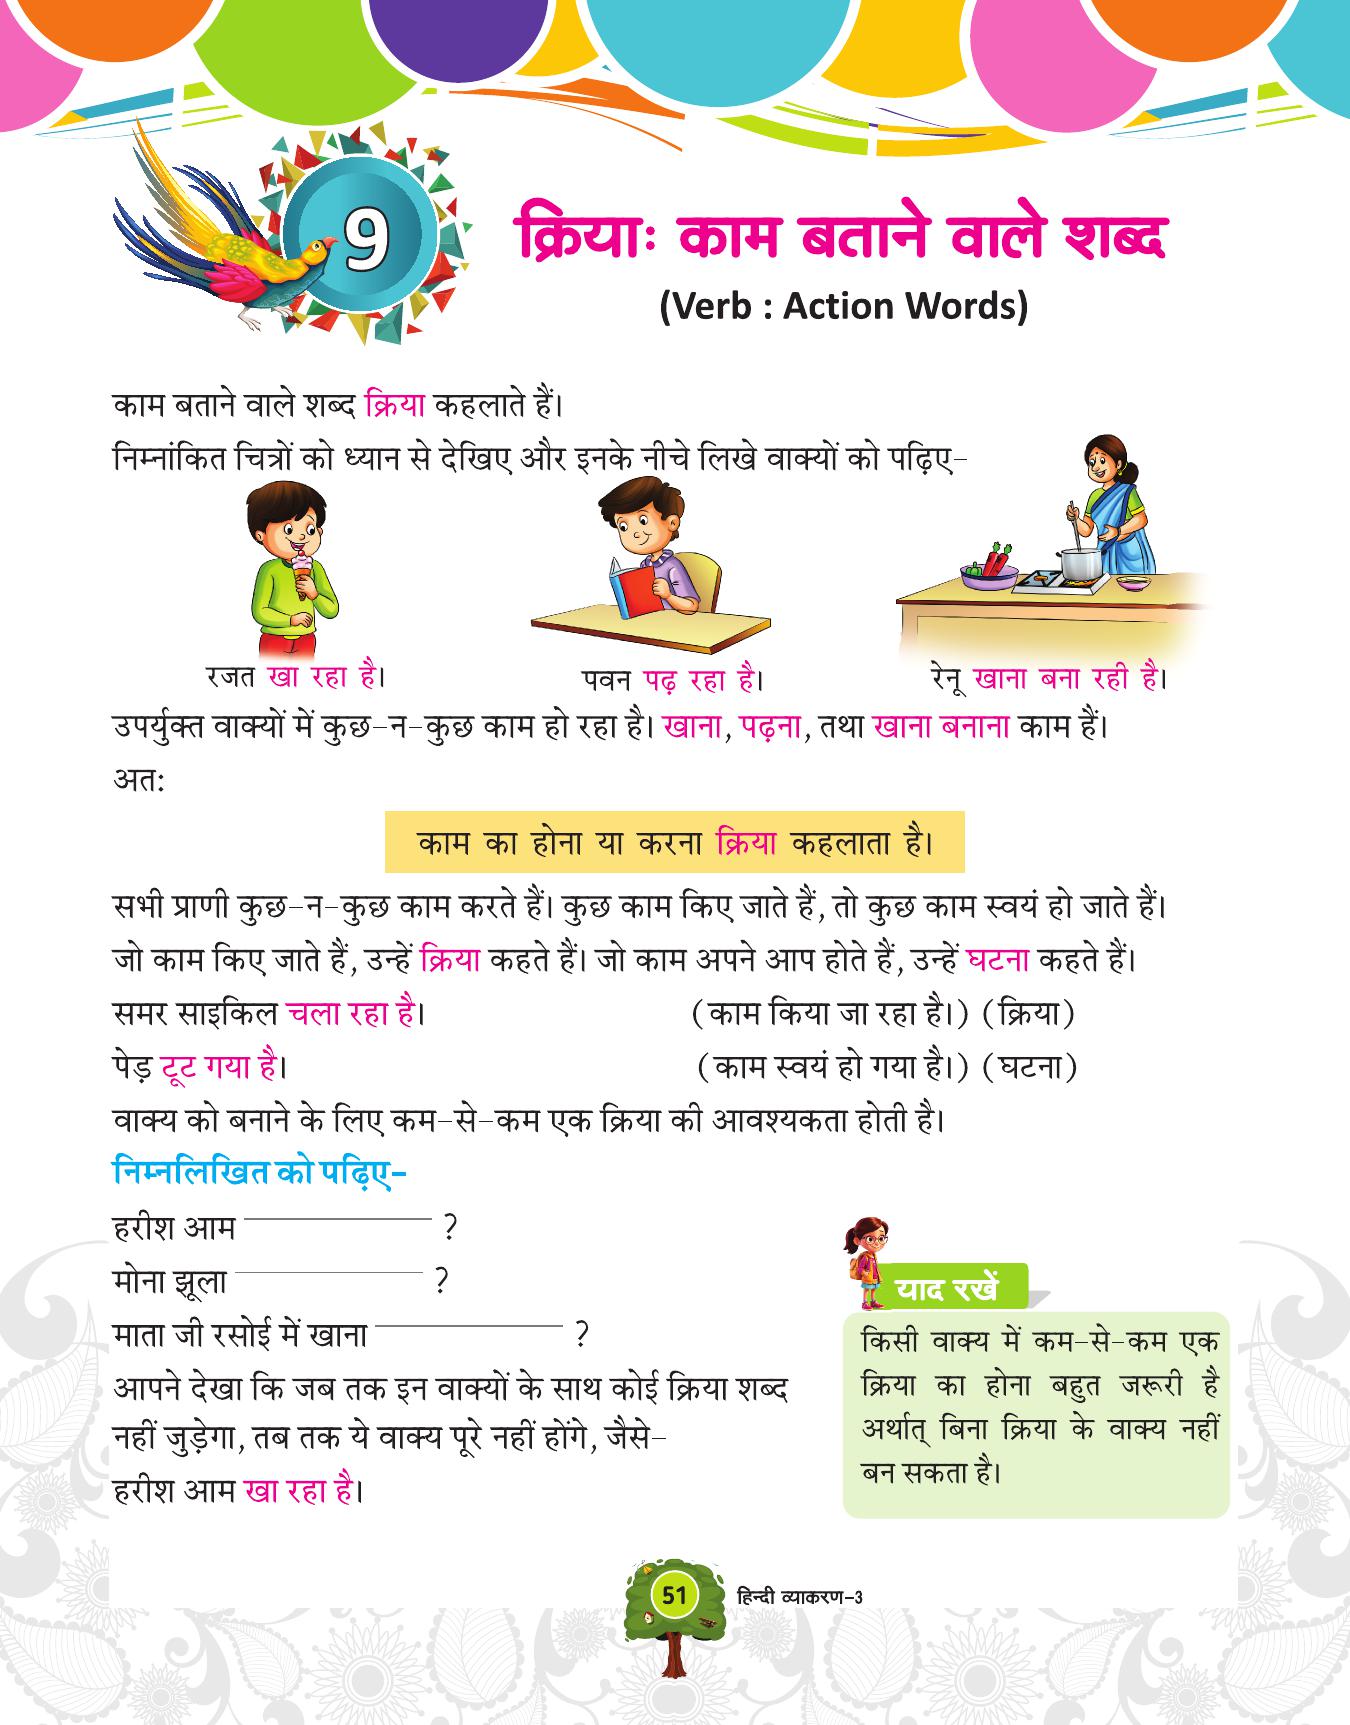 9
क्रियाः काम बताने वाले शब्द
(Verb : Action Words)
काम बताने वाले शब्द क्रिया कहलाते हैं।
निम्नांकित चित्रों को ध्यान से देखिए और इनके नीचे लिखे वाक्यों को पढ़िए-
रजत खा रहा है।
पवन पढ़ रहा है।
रेनू खाना बना रही है।
उपर्युक्त वाक्यों में कुछ-न-कुछ काम हो रहा है। खाना, पढ़ना, तथा खाना बनाना काम हैं।
अत:
काम का होना या करना क्रिया कहलाता है।
सभी प्राणी कुछ-न-कुछ काम करते हैं। कुछ काम किए जाते हैं, तो कुछ काम स्वयं हो जाते हैं।
जो काम किए जाते हैं, उन्हें क्रिया कहते हैं। जो काम अपने आप होते हैं, उन्हें घटना कहते हैं।
समर साइकिल चला रहा है। (काम किया जा रहा है।) (क्रिया)
पेड़ टूट गया है। (काम स्वयं हो गया है।) (घटना)
वाक्य को बनाने के लिए कम-से-कम एक क्रिया की आवश्यकता होती है।
निम्नलिखित को पढ़िए-
हरीश आम ____________ ?
मोना झूला ____________ ?
माता जी रसोई में खाना ____________ ?
आपने देखा कि जब तक इन वाक्यों के साथ कोई क्रिया शब्द
नहीं जुड़ेगा, तब तक ये वाक्य पूरे नहीं होंगे, जैसे-
हरीश आम खा रहा है।
याद रखें
किसी वाक्य में कम-से-कम एक
क्रिया का होना बहुत जरूरी है
अर्थात् बिना क्रिया के वाक्य नहीं
बन सकता है।
51
हिन्दी व्याकरण-3